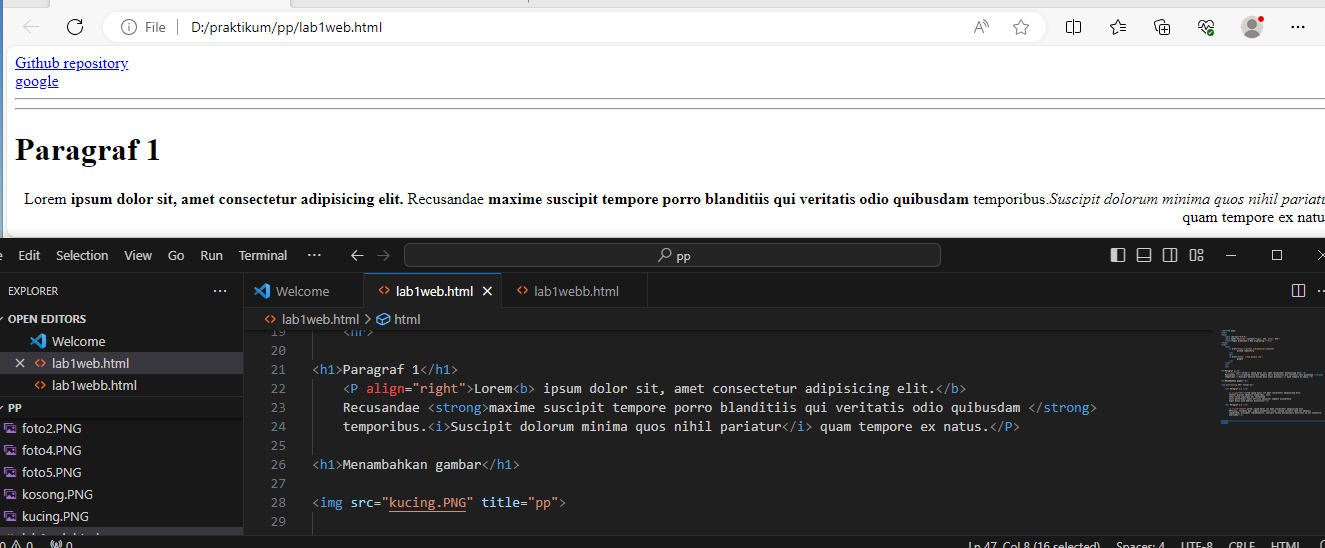 File D:/praktikum/pp/lab1web.html
Github repository
google
Paragraf 1
Lorem ipsum dolor sit, amet consectetur adipisicing elit. Recusandae maxime suscipit tempore porro blanditiis qui veritatis odio quibusdam temporibus.Suscipit dolorum minima quos nihil pariatu
quam tempore ex natu
Edit Selection View Go Run Terminal ··· pp
EXPLORER ···
Welcome lab1web.html lab1webb.html
OPEN EDITORS
lab1web.html > html
Welcome
lab1web.html
lab1webb.html
PP
foto2.PNG
foto4.PNG
foto5.PNG
kosong.PNG
kucing.PNG
19 <hr>
20
21 <h1>Paragraf 1</h1>
22 <P align="right">Lorem<b> ipsum dolor sit, amet consectetur adipisicing elit.</b>
23 Recusandae <strong>maxime suscipit tempore porro blanditiis qui veritatis odio quibusdam </strong>
24 temporibus.<i>Suscipit dolorum minima quos nihil pariatur</i> quam tempore ex natus.</P>
25
26 <h1>Menambahkan gambar</h1>
27
28 <img src="kucing.PNG" title="pp">
29
0 0 0 Ln 47, Col 8 (16 selected) Spaces: 4 UTF-8 CRLF HTML